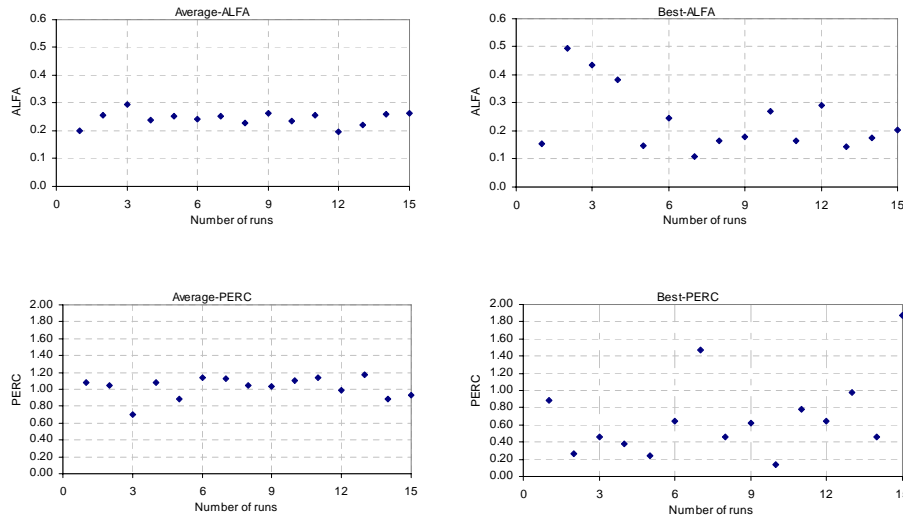 Average-ALFA
0.6
0.5
0.4
0.3
0.2
0.1
0.0
ALFA
0 3 6 9 12 15
Number of runs
Best-ALFA
0.6
0.5
0.4
0.3
0.2
0.1
0.0
ALFA
0 3 6 9 12 15
Number of runs
Average-PERC
2.00
1.80
1.60
1.40
1.20
1.00
0.80
0.60
0.40
0.20
0.00
PERC
0 3 6 9 12 15
Number of runs
Best-PERC
2.00
1.80
1.60
1.40
1.20
1.00
0.80
0.60
0.40
0.20
0.00
PERC
0 3 6 9 12 15
Number of runs